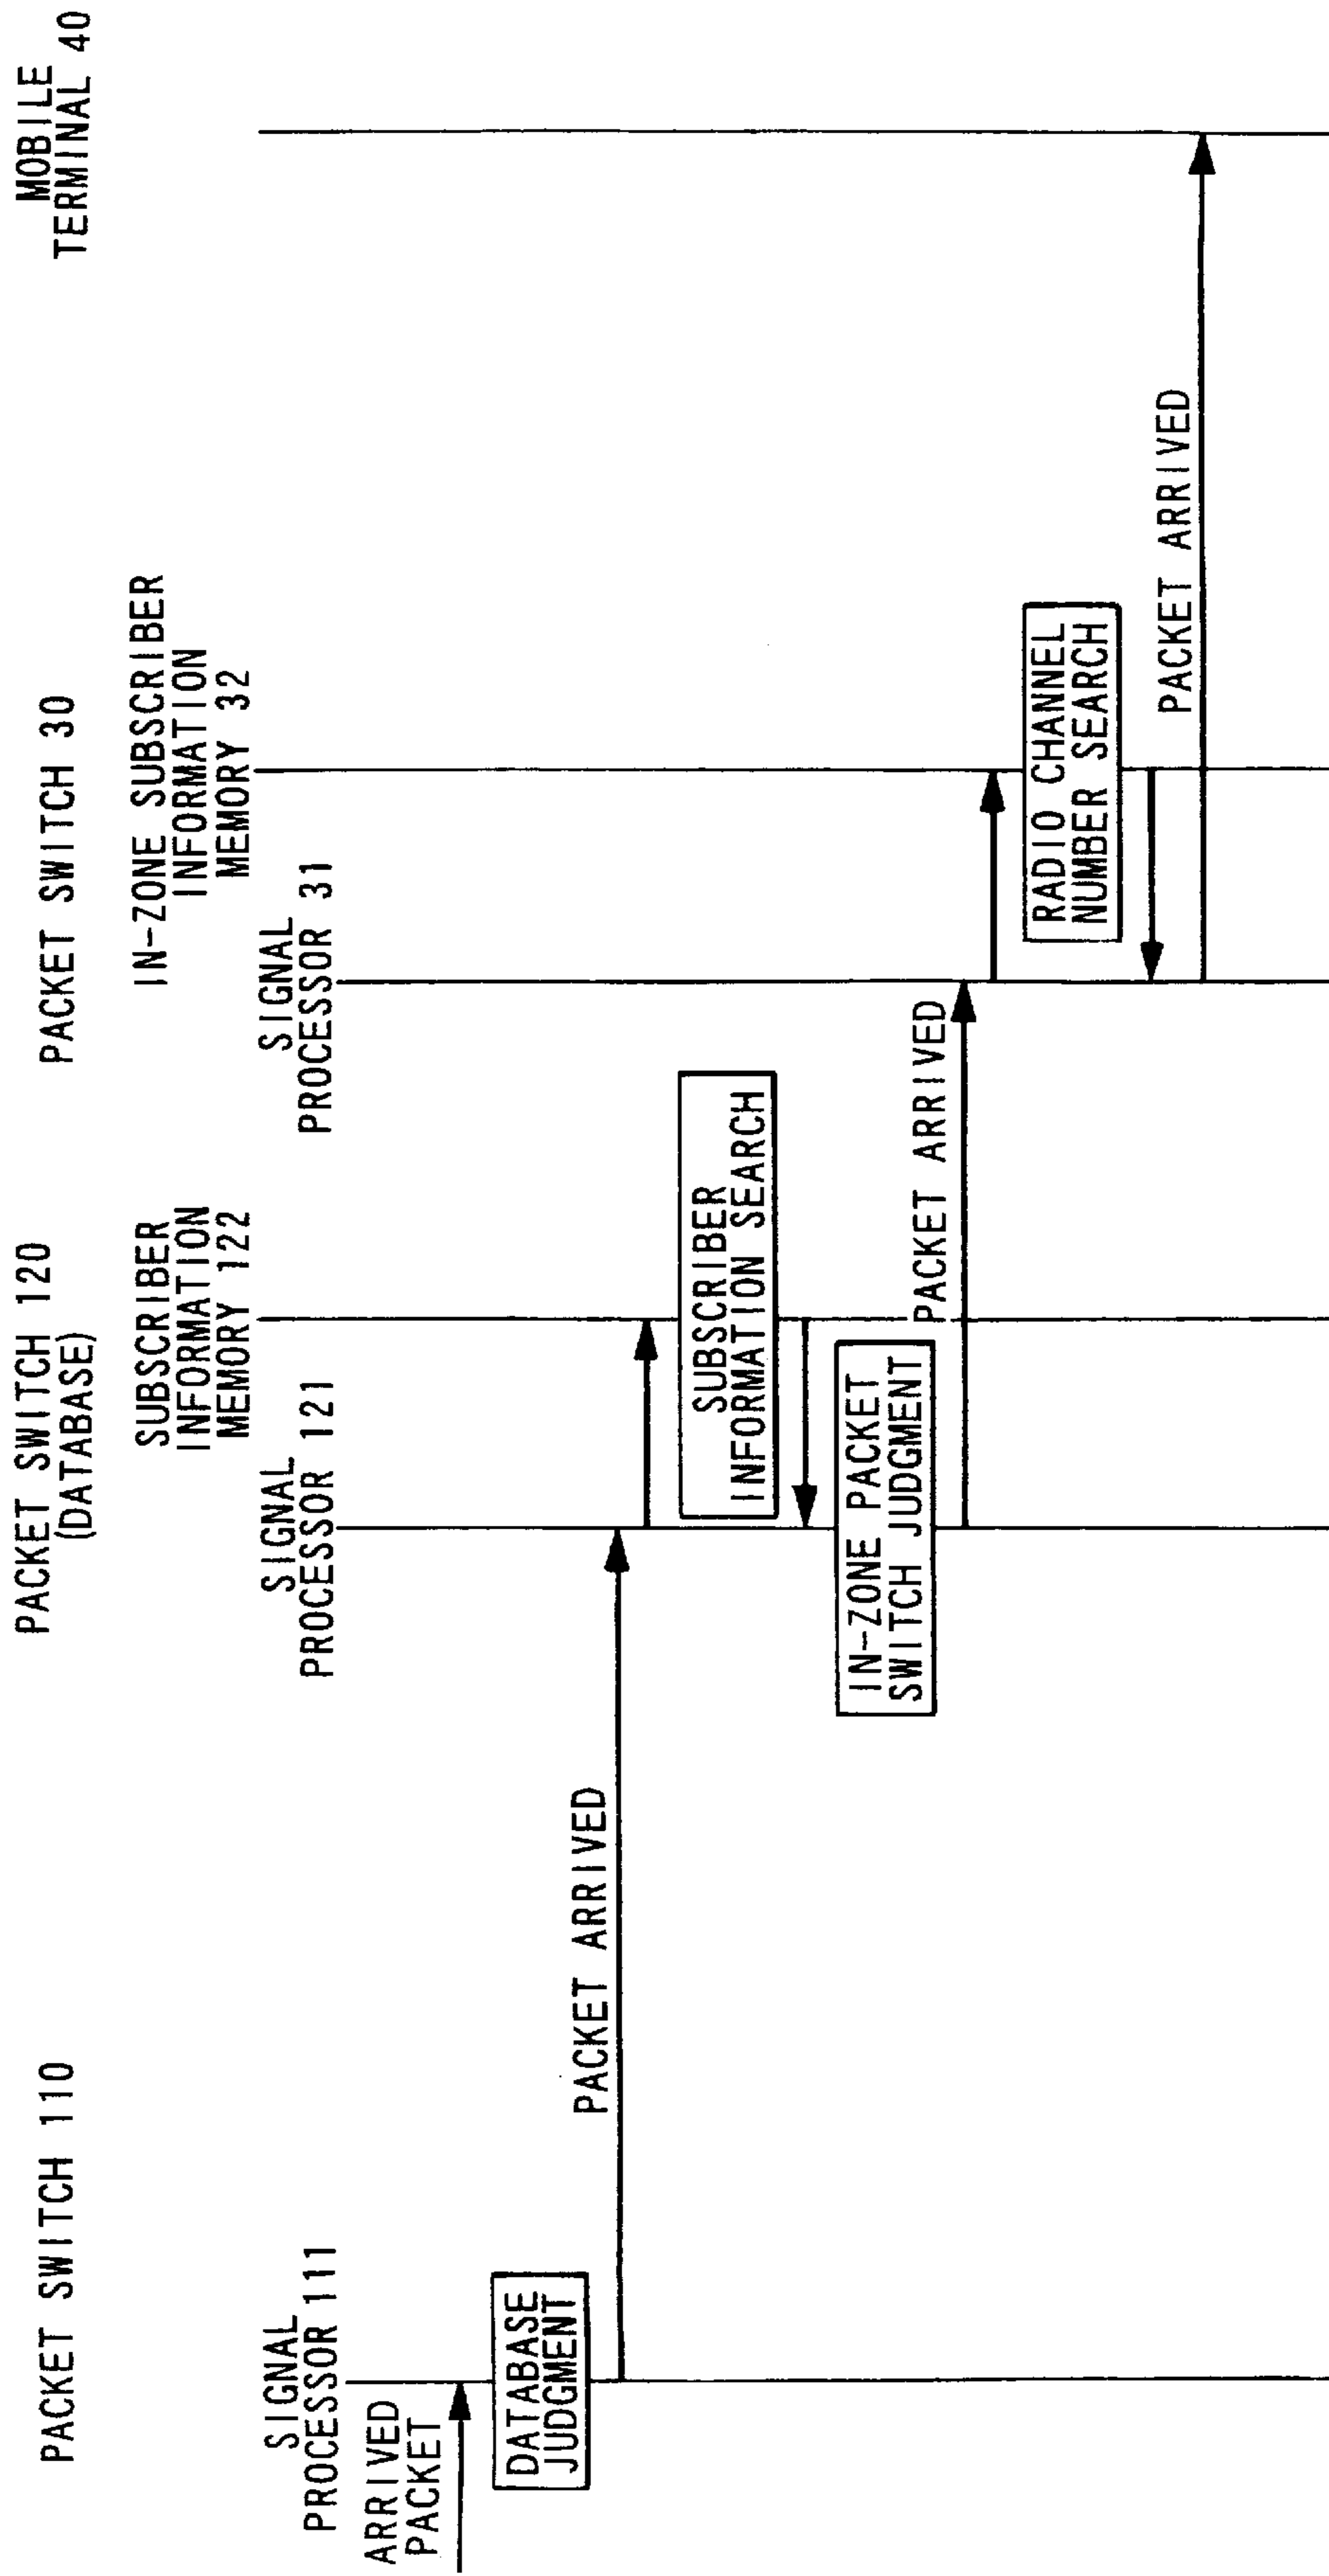 PACKET SWITCH 110
PACKET SWITCH 120
(DATABASE)
PACKET SWITCH 30
MOBILE
TERMINAL 40
SIGNAL
PROCESSOR 111
SIGNAL
PROCESSOR 121
SUBSCRIBER
INFORMATION
MEMORY 122
SIGNAL
PROCESSOR 31
IN-ZONE SUBSCRIBER
INFORMATION
MEMORY 32
ARRIVED
PACKET
DATABASE
JUDGMENT
PACKET ARRIVED
SUBSCRIBER
INFORMATION SEARCH
IN-ZONE PACKET
SWITCH JUDGMENT
PACKET ARRIVED
RADIO CHANNEL
NUMBER SEARCH
PACKET ARRIVED